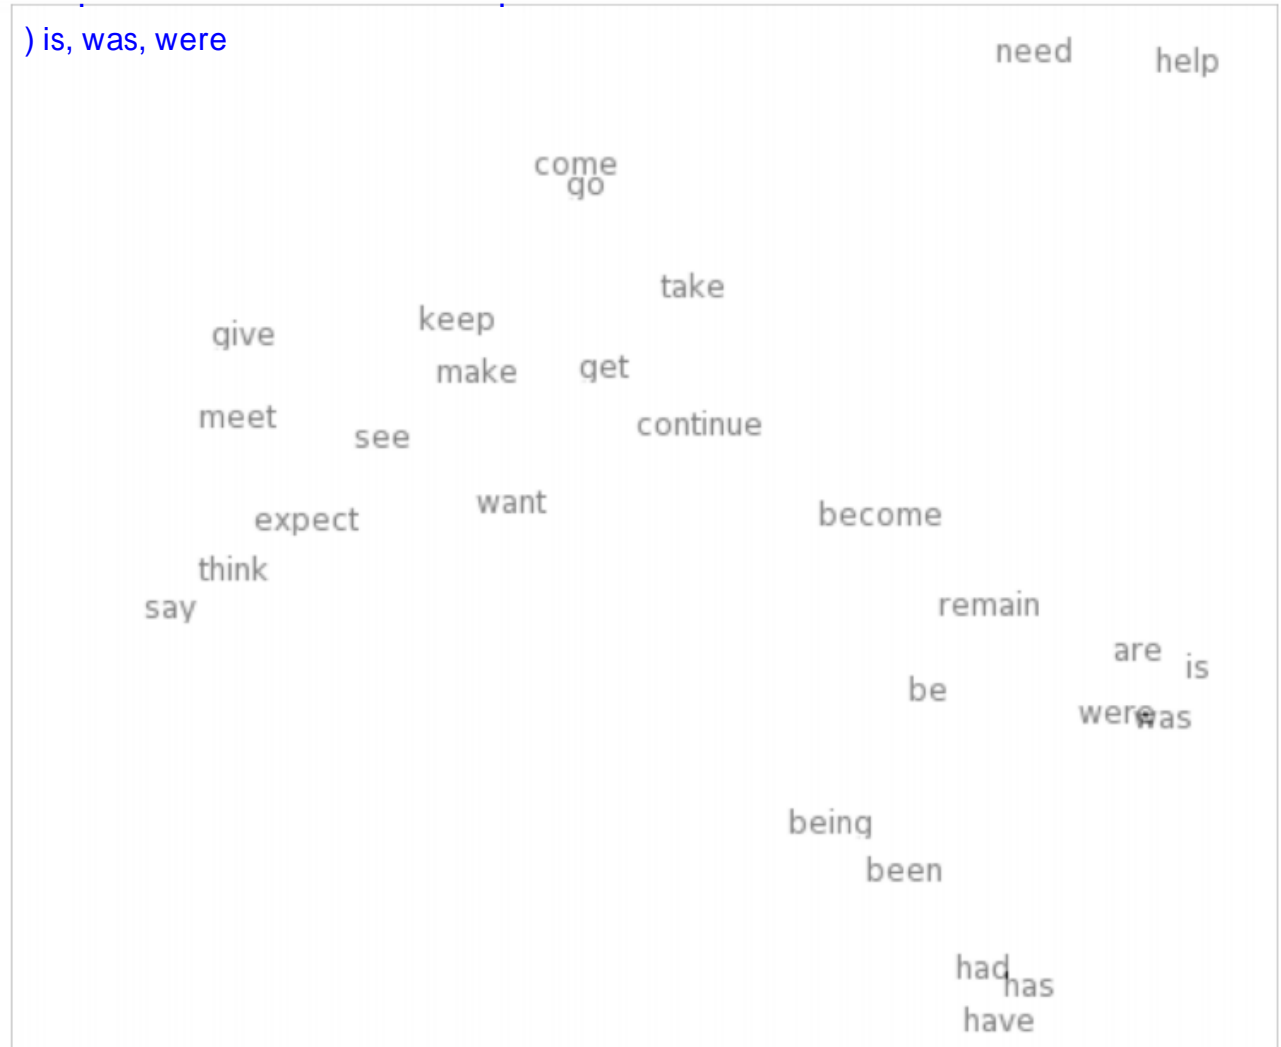 ) is, was, were
need
help
come
go
take
keep
give
make
get
meet
see
continue
want
expect
become
think
say
remain
are
is
be
were
was
being
been
had
has
have